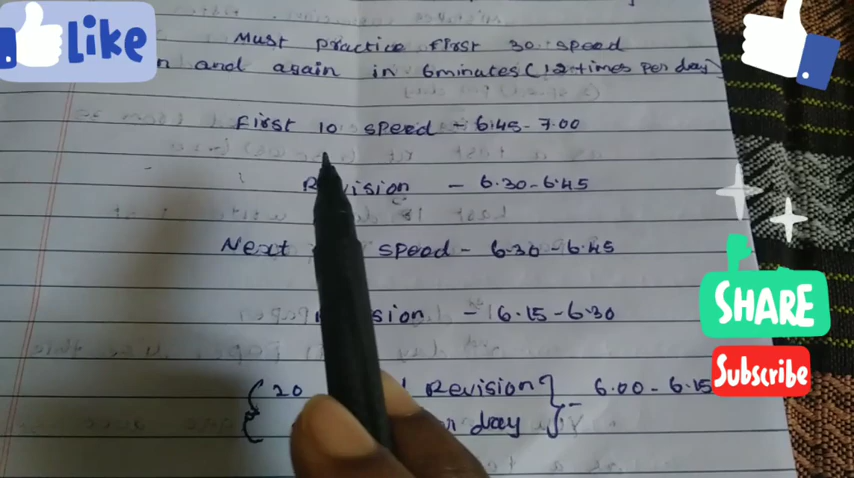 Like
Must Practice First 30 speed
and again in 6minutes (12 times per day)
First 10 speed - 6.45-7.00
Revision - 6.30-6.45
Next speed - 6.30-6.45
- 6.15-6.30
SHARE
Subscribe
{20 Revision} - 6.00-6.15
day